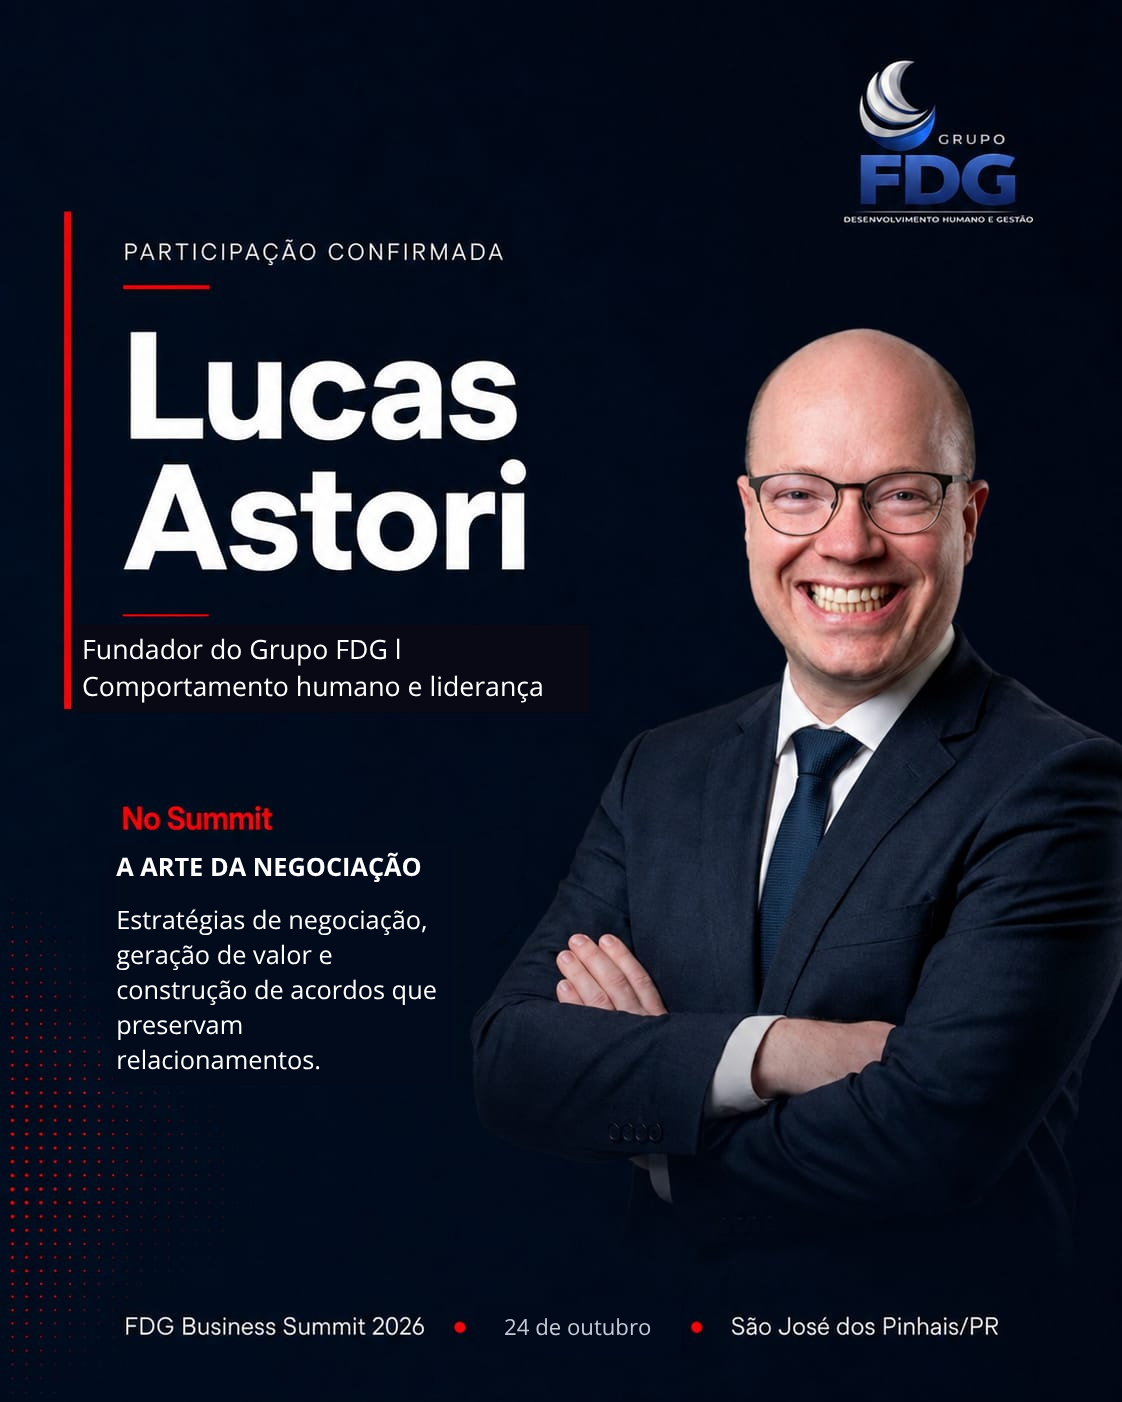 GRUPO
FDG
DESENVOLVIMENTO HUMANO E GESTÃO
PARTICIPAÇÃO CONFIRMADA
Lucas
Astori
Fundador do Grupo FDG l
Comportamento humano e liderança
No Summit
A ARTE DA NEGOCIAÇÃO
Estratégias de negociação,
geração de valor e
construção de acordos que
preservam
relacionamentos.
FDG Business Summit 2026 • 24 de outubro • São José dos Pinhais/PR